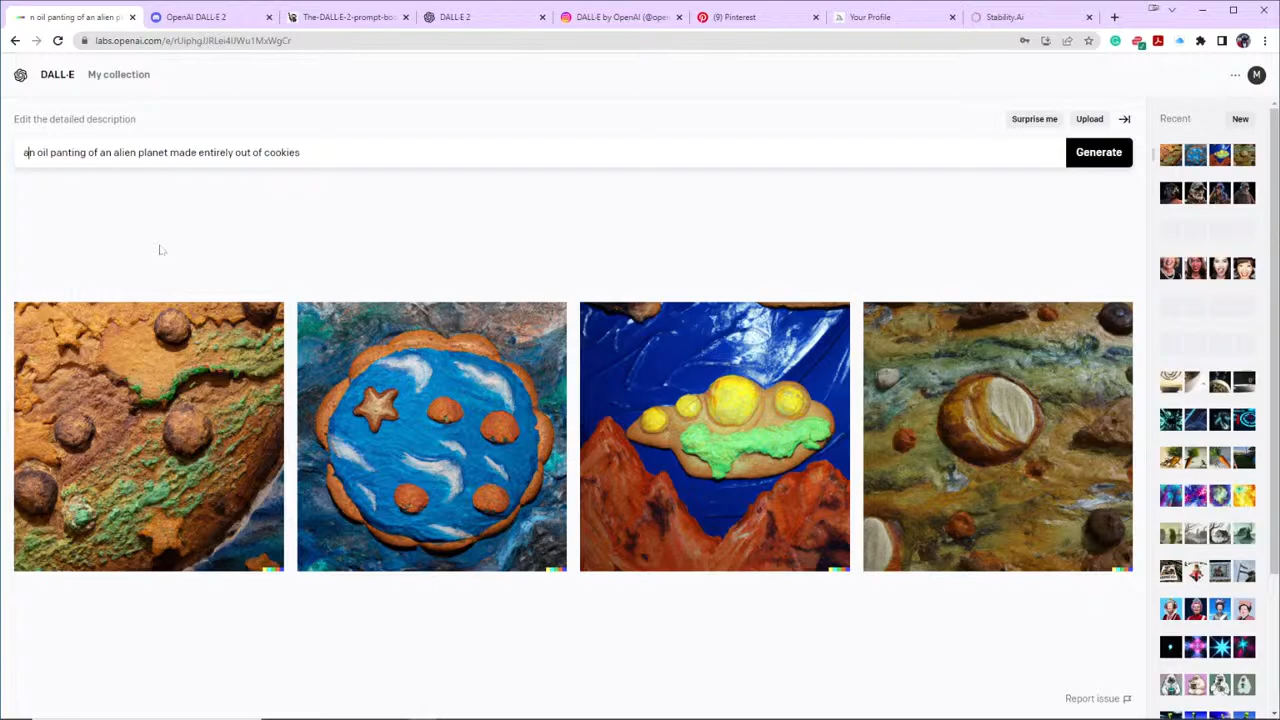 n oil panting of an alien p
OpenAI DALL·E 2
The-DALL-E-2-prompt-bo
DALL·E 2
DALL·E by OpenAI (@open
(9) Pinterest
Your Profile
Stability.Ai
labs.openai.com/e/rUiphgJJRLei4IJWu1MxWgCr
DALL·E
My collection
M
Edit the detailed description
Surprise me
Upload
Recent
New
an oil panting of an alien planet made entirely out of cookies
Generate
Report issue